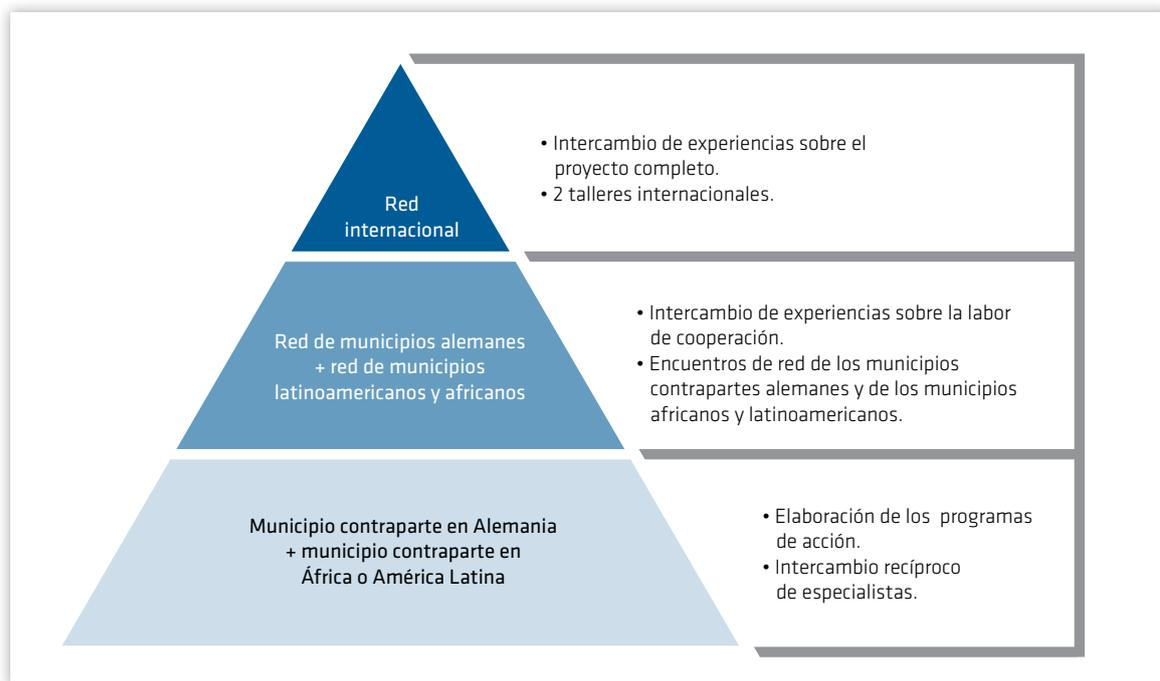 Red
internacional
• Intercambio de experiencias sobre el
proyecto completo.
• 2 talleres internacionales.
Red de municipios alemanes
+ red de municipios
latinoamericanos y africanos
• Intercambio de experiencias sobre la labor
de cooperación.
• Encuentros de red de los municipios
contrapartes alemanes y de los municipios
africanos y latinoamericanos.
Municipio contraparte en Alemania
+ municipio contraparte en
África o América Latina
• Elaboración de los programas
de acción.
• Intercambio recíproco
de especialistas.